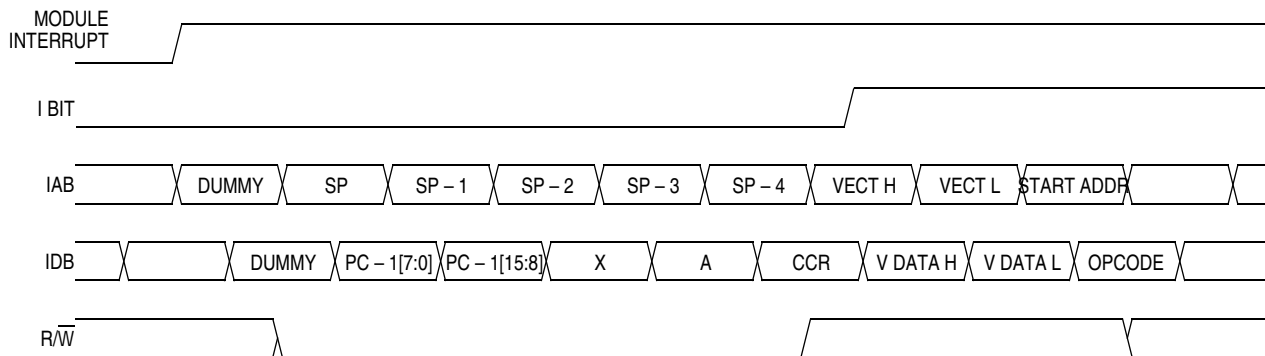 MODULE
INTERRUPT
I BIT
IAB DUMMY SP SP – 1 SP – 2 SP – 3 SP – 4 VECT H VECT L START ADDR
IDB DUMMY PC – 1[7:0] PC – 1[15:8] X A CCR V DATA H V DATA L OPCODE
R/W̅